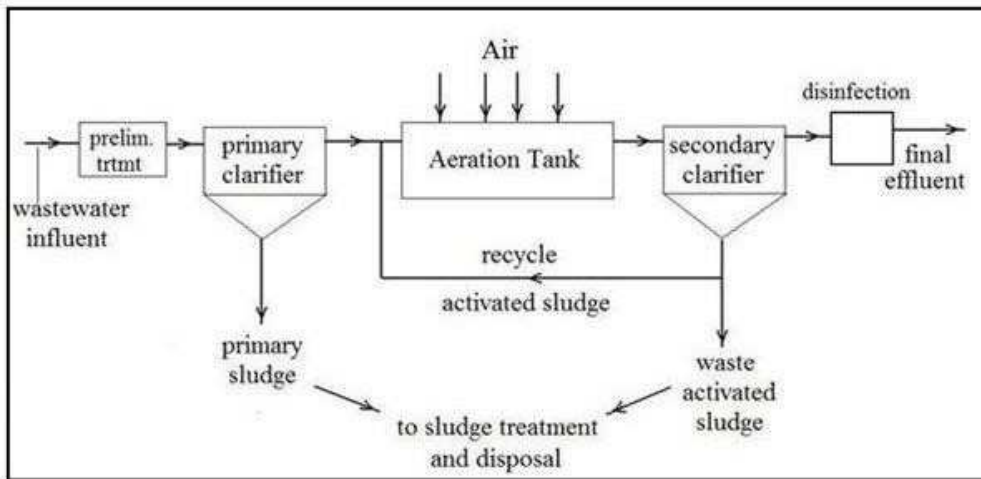 Air
disinfection
prelim.
trtmt
primary
clarifier
Aeration Tank
secondary
clarifier
final
effluent
wastewater
influent
recycle
activated sludge
primary
sludge
waste
activated
sludge
to sludge treatment
and disposal